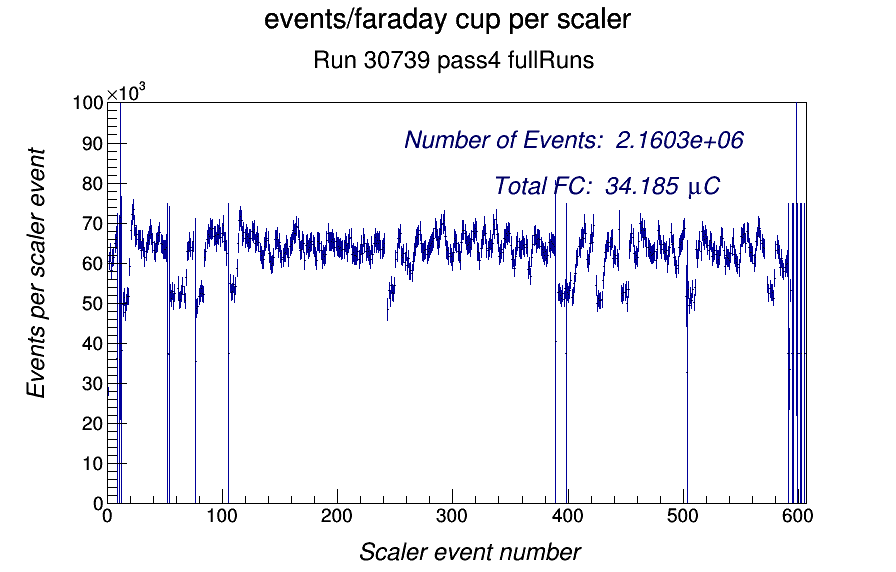 events/faraday cup per scaler
Run 30739 pass4 fullRuns
×10³
100
90
80
70
60
50
40
30
20
10
0
Events per scaler event
Number of Events: 2.1603e+06
Total FC: 34.185 μC
0 100 200 300 400 500 600
Scaler event number